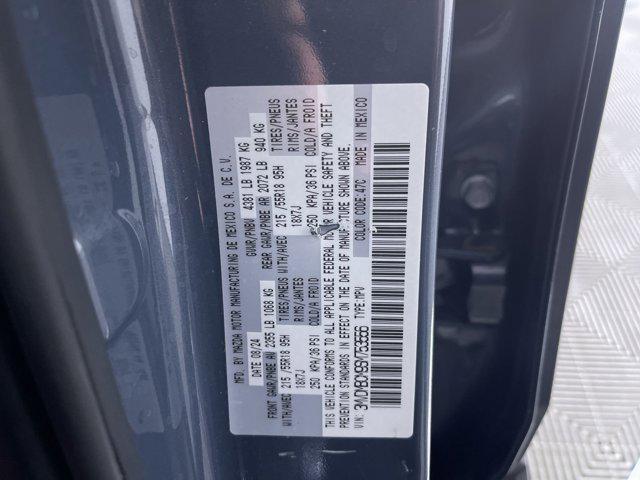 MFD. BY MAZDA MOTOR MANUFACTURING DE MEXICO S.A. DE C.V.
DATE 08/24 GVWR/PNBV 4381 LB 1987 KG
FRONT GAWR/PNBE AV 2355 LB 1068 KG REAR GAWR/PNBE AR 2072 LB 940 KG
WITH/AVEC 215 /55R18 95H TIRES/PNEUS WITH/AVEC 215 /55R18 95H TIRES/PNEUS
18X7J RIMS/JANTES 18X7J RIMS/JANTES
250 KPA/36 PSI COLD/A FROID 250 KPA/36 PSI COLD/A FROID
THIS VEHICLE CONFORMS TO ALL APPLICABLE FEDERAL MOTOR VEHICLE SAFETY AND THEFT
PREVENTION STANDARDS IN EFFECT ON THE DATE OF MANUFACTURE SHOWN ABOVE.
VIN: TYPE: MPV COLOR CODE: 47C MADE IN MEXICO